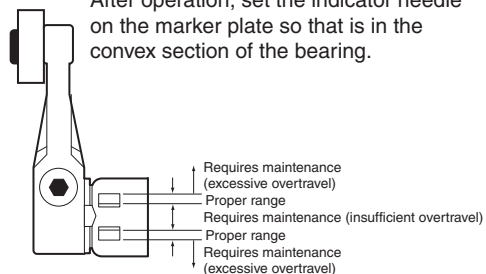 After operation, set the indicator needle
on the marker plate so that is in the
convex section of the bearing.
Requires maintenance
(excessive overtravel)
Proper range
Requires maintenance (insufficient overtravel)
Proper range
Requires maintenance
(excessive overtravel)